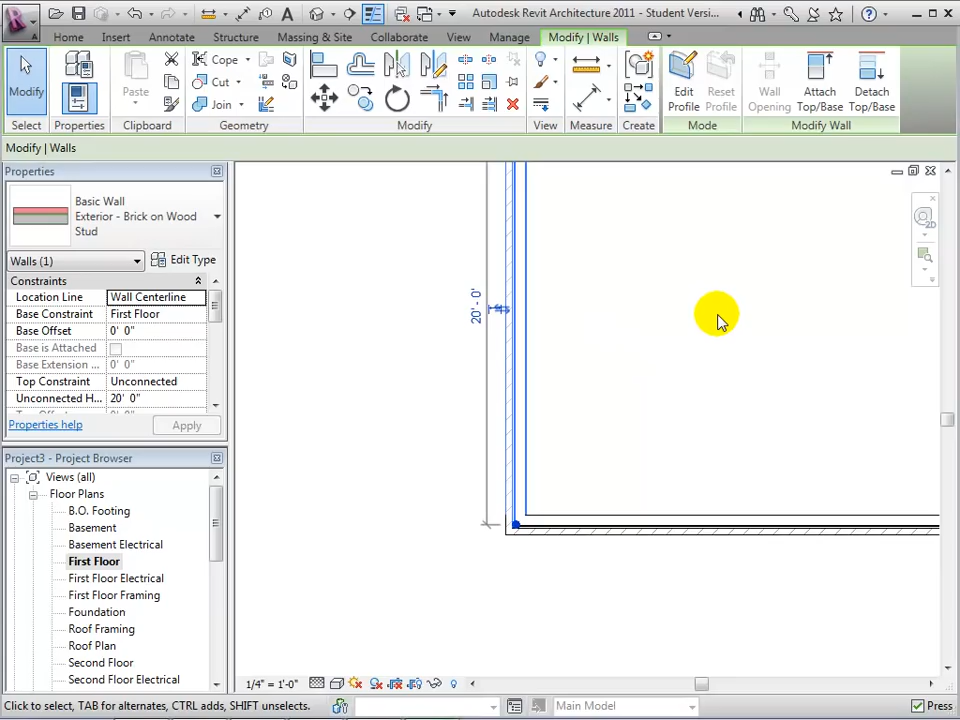 Autodesk Revit Architecture 2011 - Student Versi...
Home Insert Annotate Structure Massing & Site Collaborate View Manage Modify | Walls
Modify Paste Cope Cut Join Edit Profile Reset Profile Wall Opening Attach Top/Base Detach Top/Base
Select Properties Clipboard Geometry Modify View Measure Create Mode Modify Wall
Modify | Walls
Properties
Basic Wall
Exterior - Brick on Wood
Stud
Walls (1) Edit Type
Constraints
Location Line Wall Centerline
Base Constraint First Floor
Base Offset 0' 0"
Base is Attached
Base Extension ... 0' 0"
Top Constraint Unconnected
Unconnected H... 20' 0"
Properties help Apply
20' - 0'
Project3 - Project Browser
Views (all)
Floor Plans
B.O. Footing
Basement
Basement Electrical
First Floor
First Floor Electrical
First Floor Framing
Foundation
Roof Framing
Roof Plan
Second Floor
Second Floor Electrical
2D
1/4" = 1'-0"
Click to select, TAB for alternates, CTRL adds, SHIFT unselects. Main Model Press